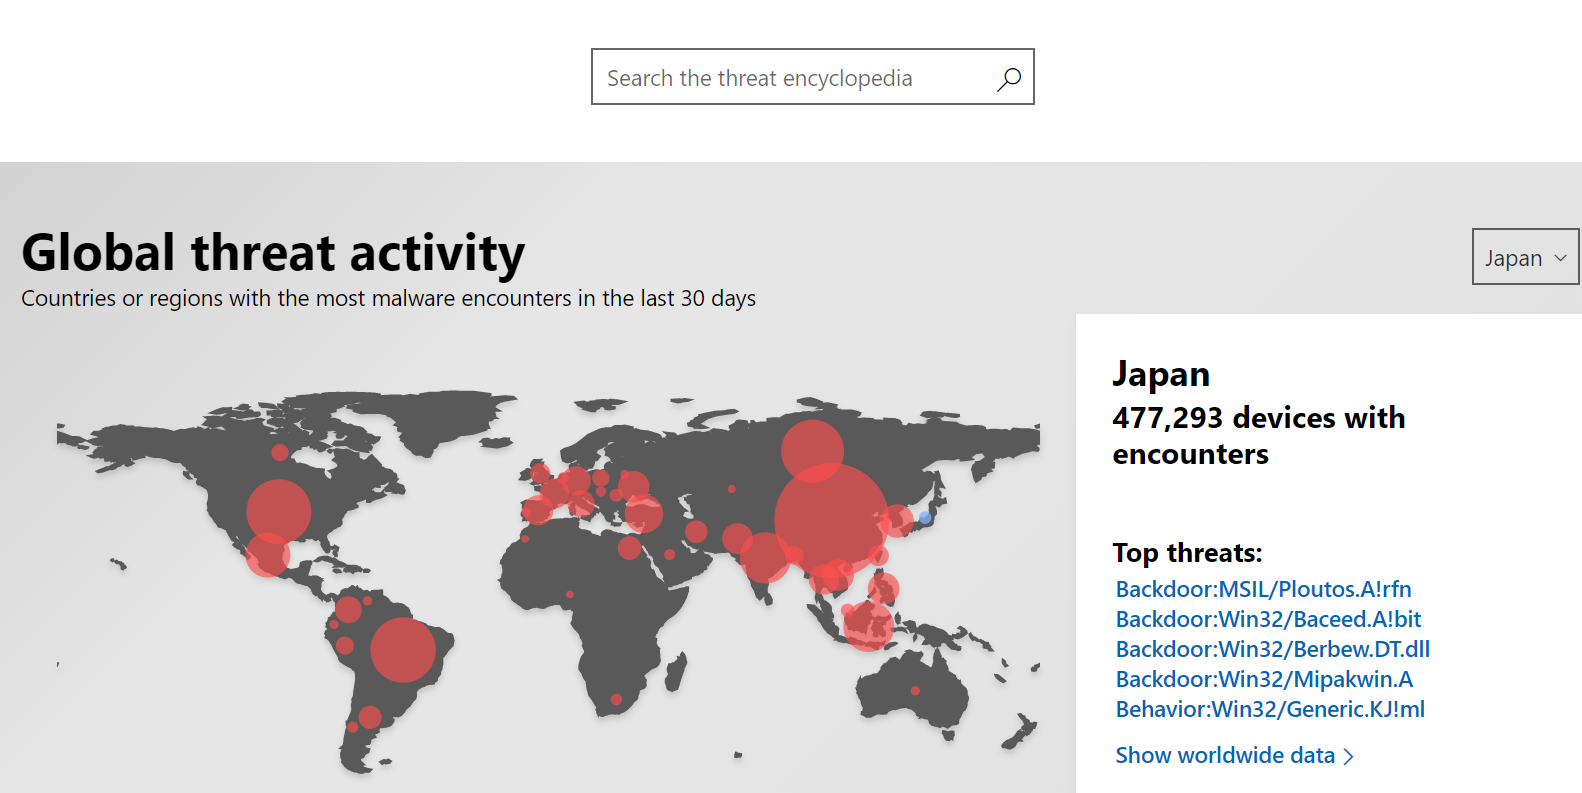 Search the threat encyclopedia
Global threat activity
Countries or regions with the most malware encounters in the last 30 days
Japan
Japan
477,293 devices with
encounters
Top threats:
Backdoor:MSIL/Ploutos.A!rfn
Backdoor:Win32/Baceed.A!bit
Backdoor:Win32/Berbew.DT.dll
Backdoor:Win32/Mipakwin.A
Behavior:Win32/Generic.KJ!ml
Show worldwide data